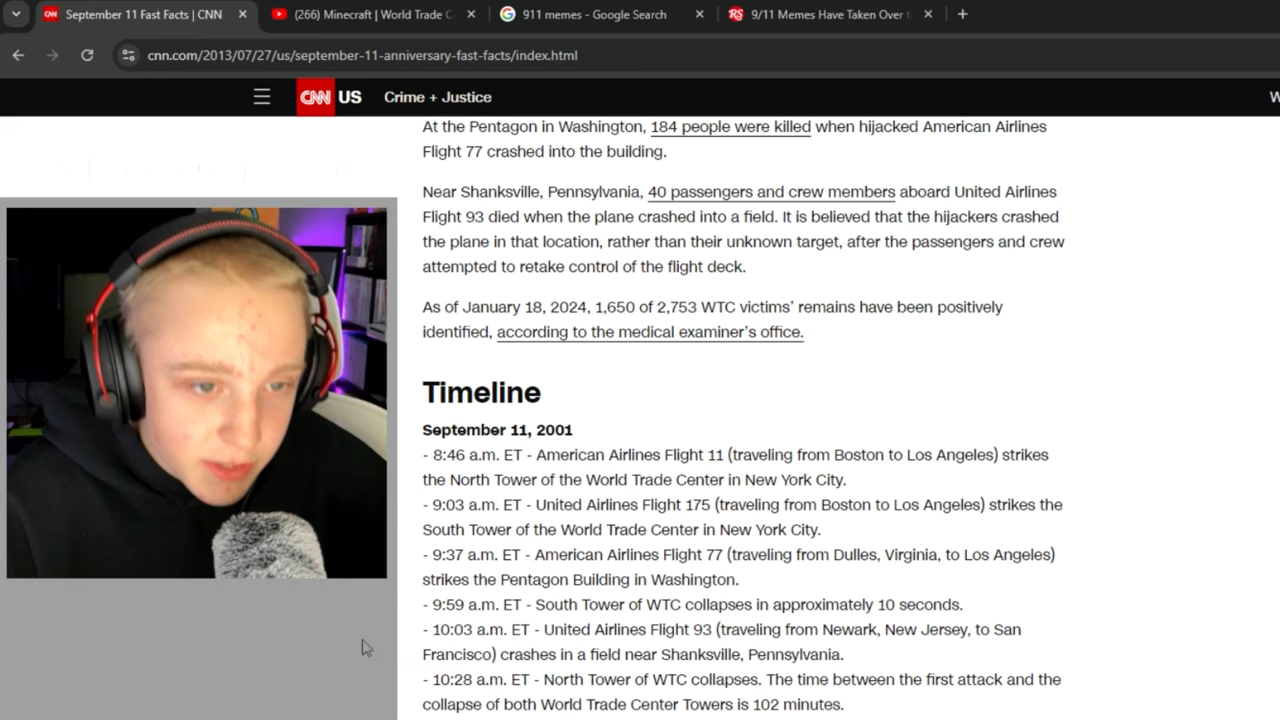 September 11 Fast Facts | CNN
(266) Minecraft | World Trade C
911 memes - Google Search
RS 9/11 Memes Have Taken Over
cnn.com/2013/07/27/us/september-11-anniversary-fast-facts/index.html
CNN US Crime + Justice
At the Pentagon in Washington, 184 people were killed when hijacked American Airlines
Flight 77 crashed into the building.
Near Shanksville, Pennsylvania, 40 passengers and crew members aboard United Airlines
Flight 93 died when the plane crashed into a field. It is believed that the hijackers crashed
the plane in that location, rather than their unknown target, after the passengers and crew
attempted to retake control of the flight deck.
As of January 18, 2024, 1,650 of 2,753 WTC victims’ remains have been positively
identified, according to the medical examiner’s office.
Timeline
September 11, 2001
- 8:46 a.m. ET - American Airlines Flight 11 (traveling from Boston to Los Angeles) strikes
the North Tower of the World Trade Center in New York City.
- 9:03 a.m. ET - United Airlines Flight 175 (traveling from Boston to Los Angeles) strikes the
South Tower of the World Trade Center in New York City.
- 9:37 a.m. ET - American Airlines Flight 77 (traveling from Dulles, Virginia, to Los Angeles)
strikes the Pentagon Building in Washington.
- 9:59 a.m. ET - South Tower of WTC collapses in approximately 10 seconds.
- 10:03 a.m. ET - United Airlines Flight 93 (traveling from Newark, New Jersey, to San
Francisco) crashes in a field near Shanksville, Pennsylvania.
- 10:28 a.m. ET - North Tower of WTC collapses. The time between the first attack and the
collapse of both World Trade Center Towers is 102 minutes.